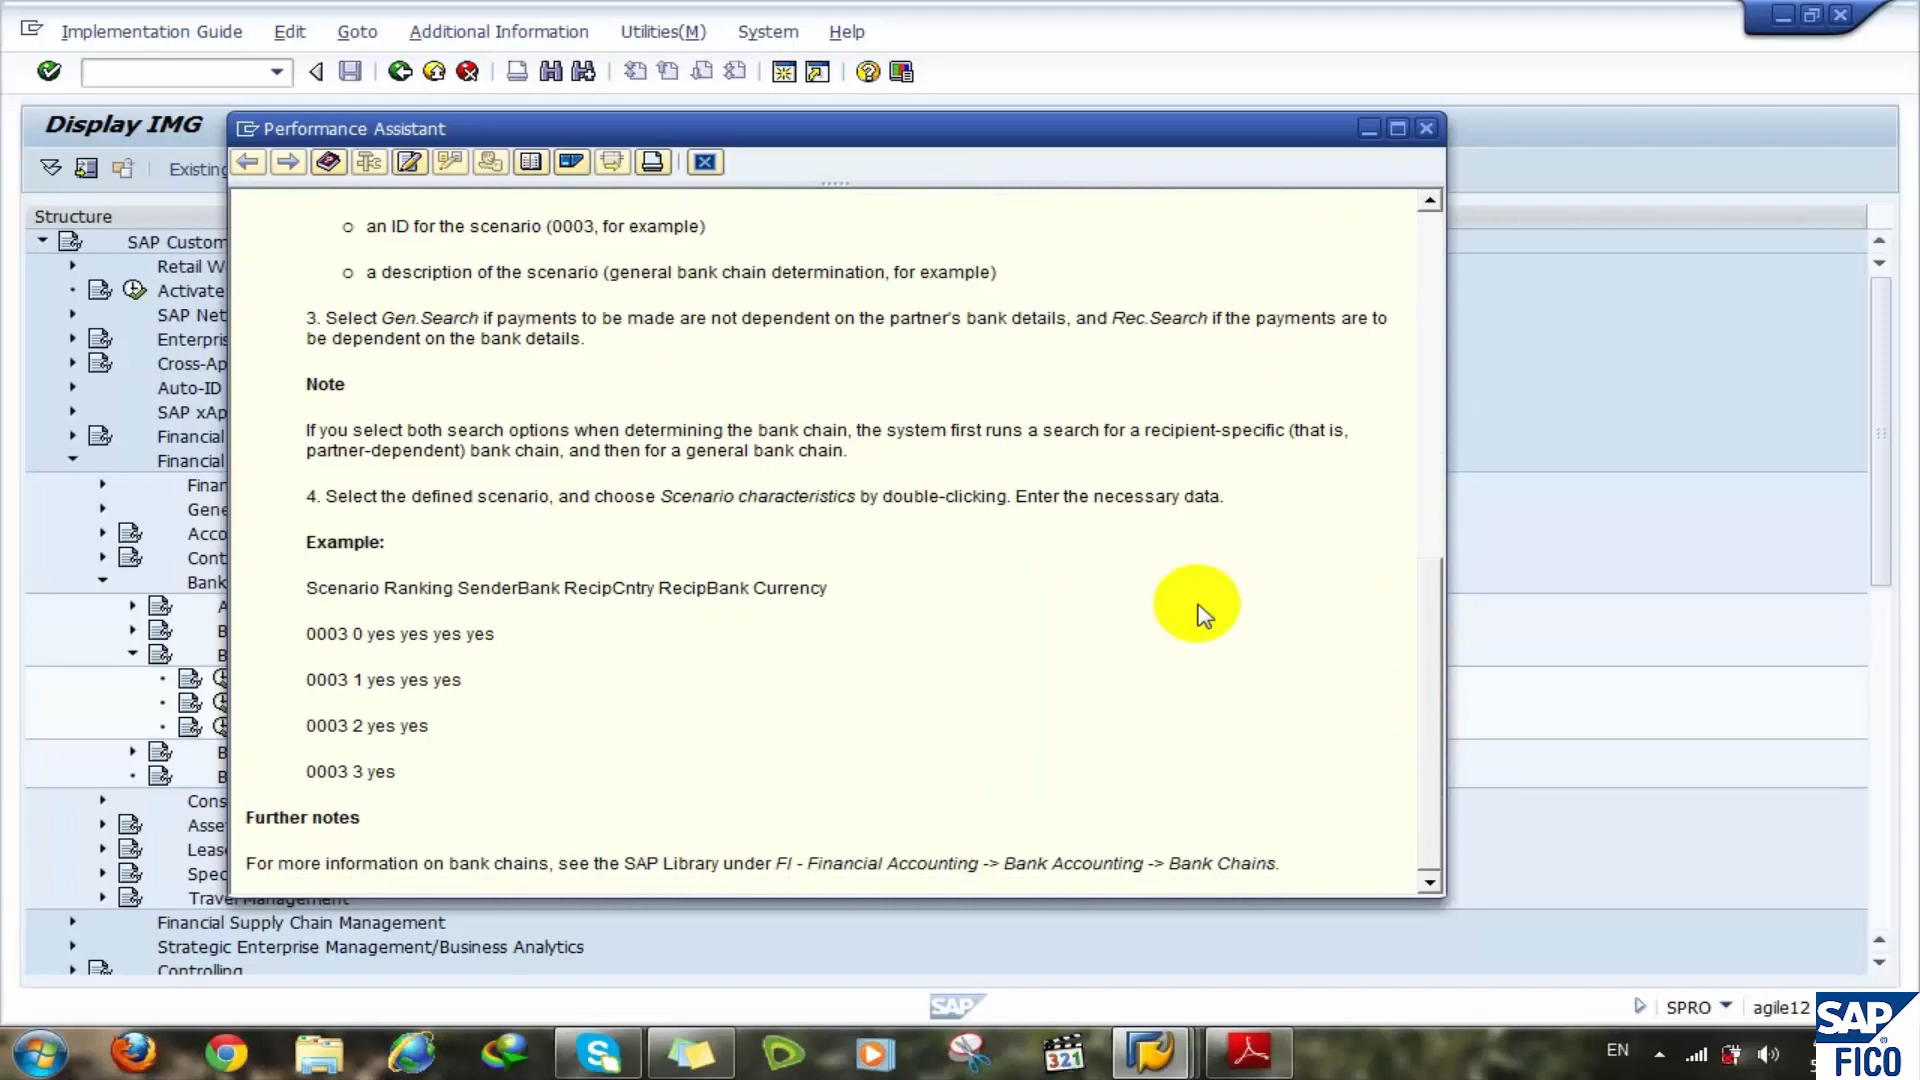 Implementation Guide Edit Goto Additional Information Utilities(M) System Help
Display IMG
Performance Assistant
Existing
Structure
SAP Custom
Retail W
Activate
SAP Net
Enterpris
Cross-Ap
Auto-ID
SAP xAp
Financial
Financial
Finar
Gene
Acco
Cont
Bank
A
B
B
B
B
Cons
Asse
Leas
Spec
Travel Management
Financial Supply Chain Management
Strategic Enterprise Management/Business Analytics
Controlling
o an ID for the scenario (0003, for example)
o a description of the scenario (general bank chain determination, for example)
3. Select Gen.Search if payments to be made are not dependent on the partner's bank details, and Rec.Search if the payments are to
be dependent on the bank details.
Note
If you select both search options when determining the bank chain, the system first runs a search for a recipient-specific (that is,
partner-dependent) bank chain, and then for a general bank chain.
4. Select the defined scenario, and choose Scenario characteristics by double-clicking. Enter the necessary data.
Example:
Scenario Ranking SenderBank RecipCntry RecipBank Currency
0003 0 yes yes yes yes
0003 1 yes yes yes
0003 2 yes yes
0003 3 yes
Further notes
For more information on bank chains, see the SAP Library under FI - Financial Accounting -> Bank Accounting -> Bank Chains.
SAP
SPRO agile12
321
EN
SAP
FICO